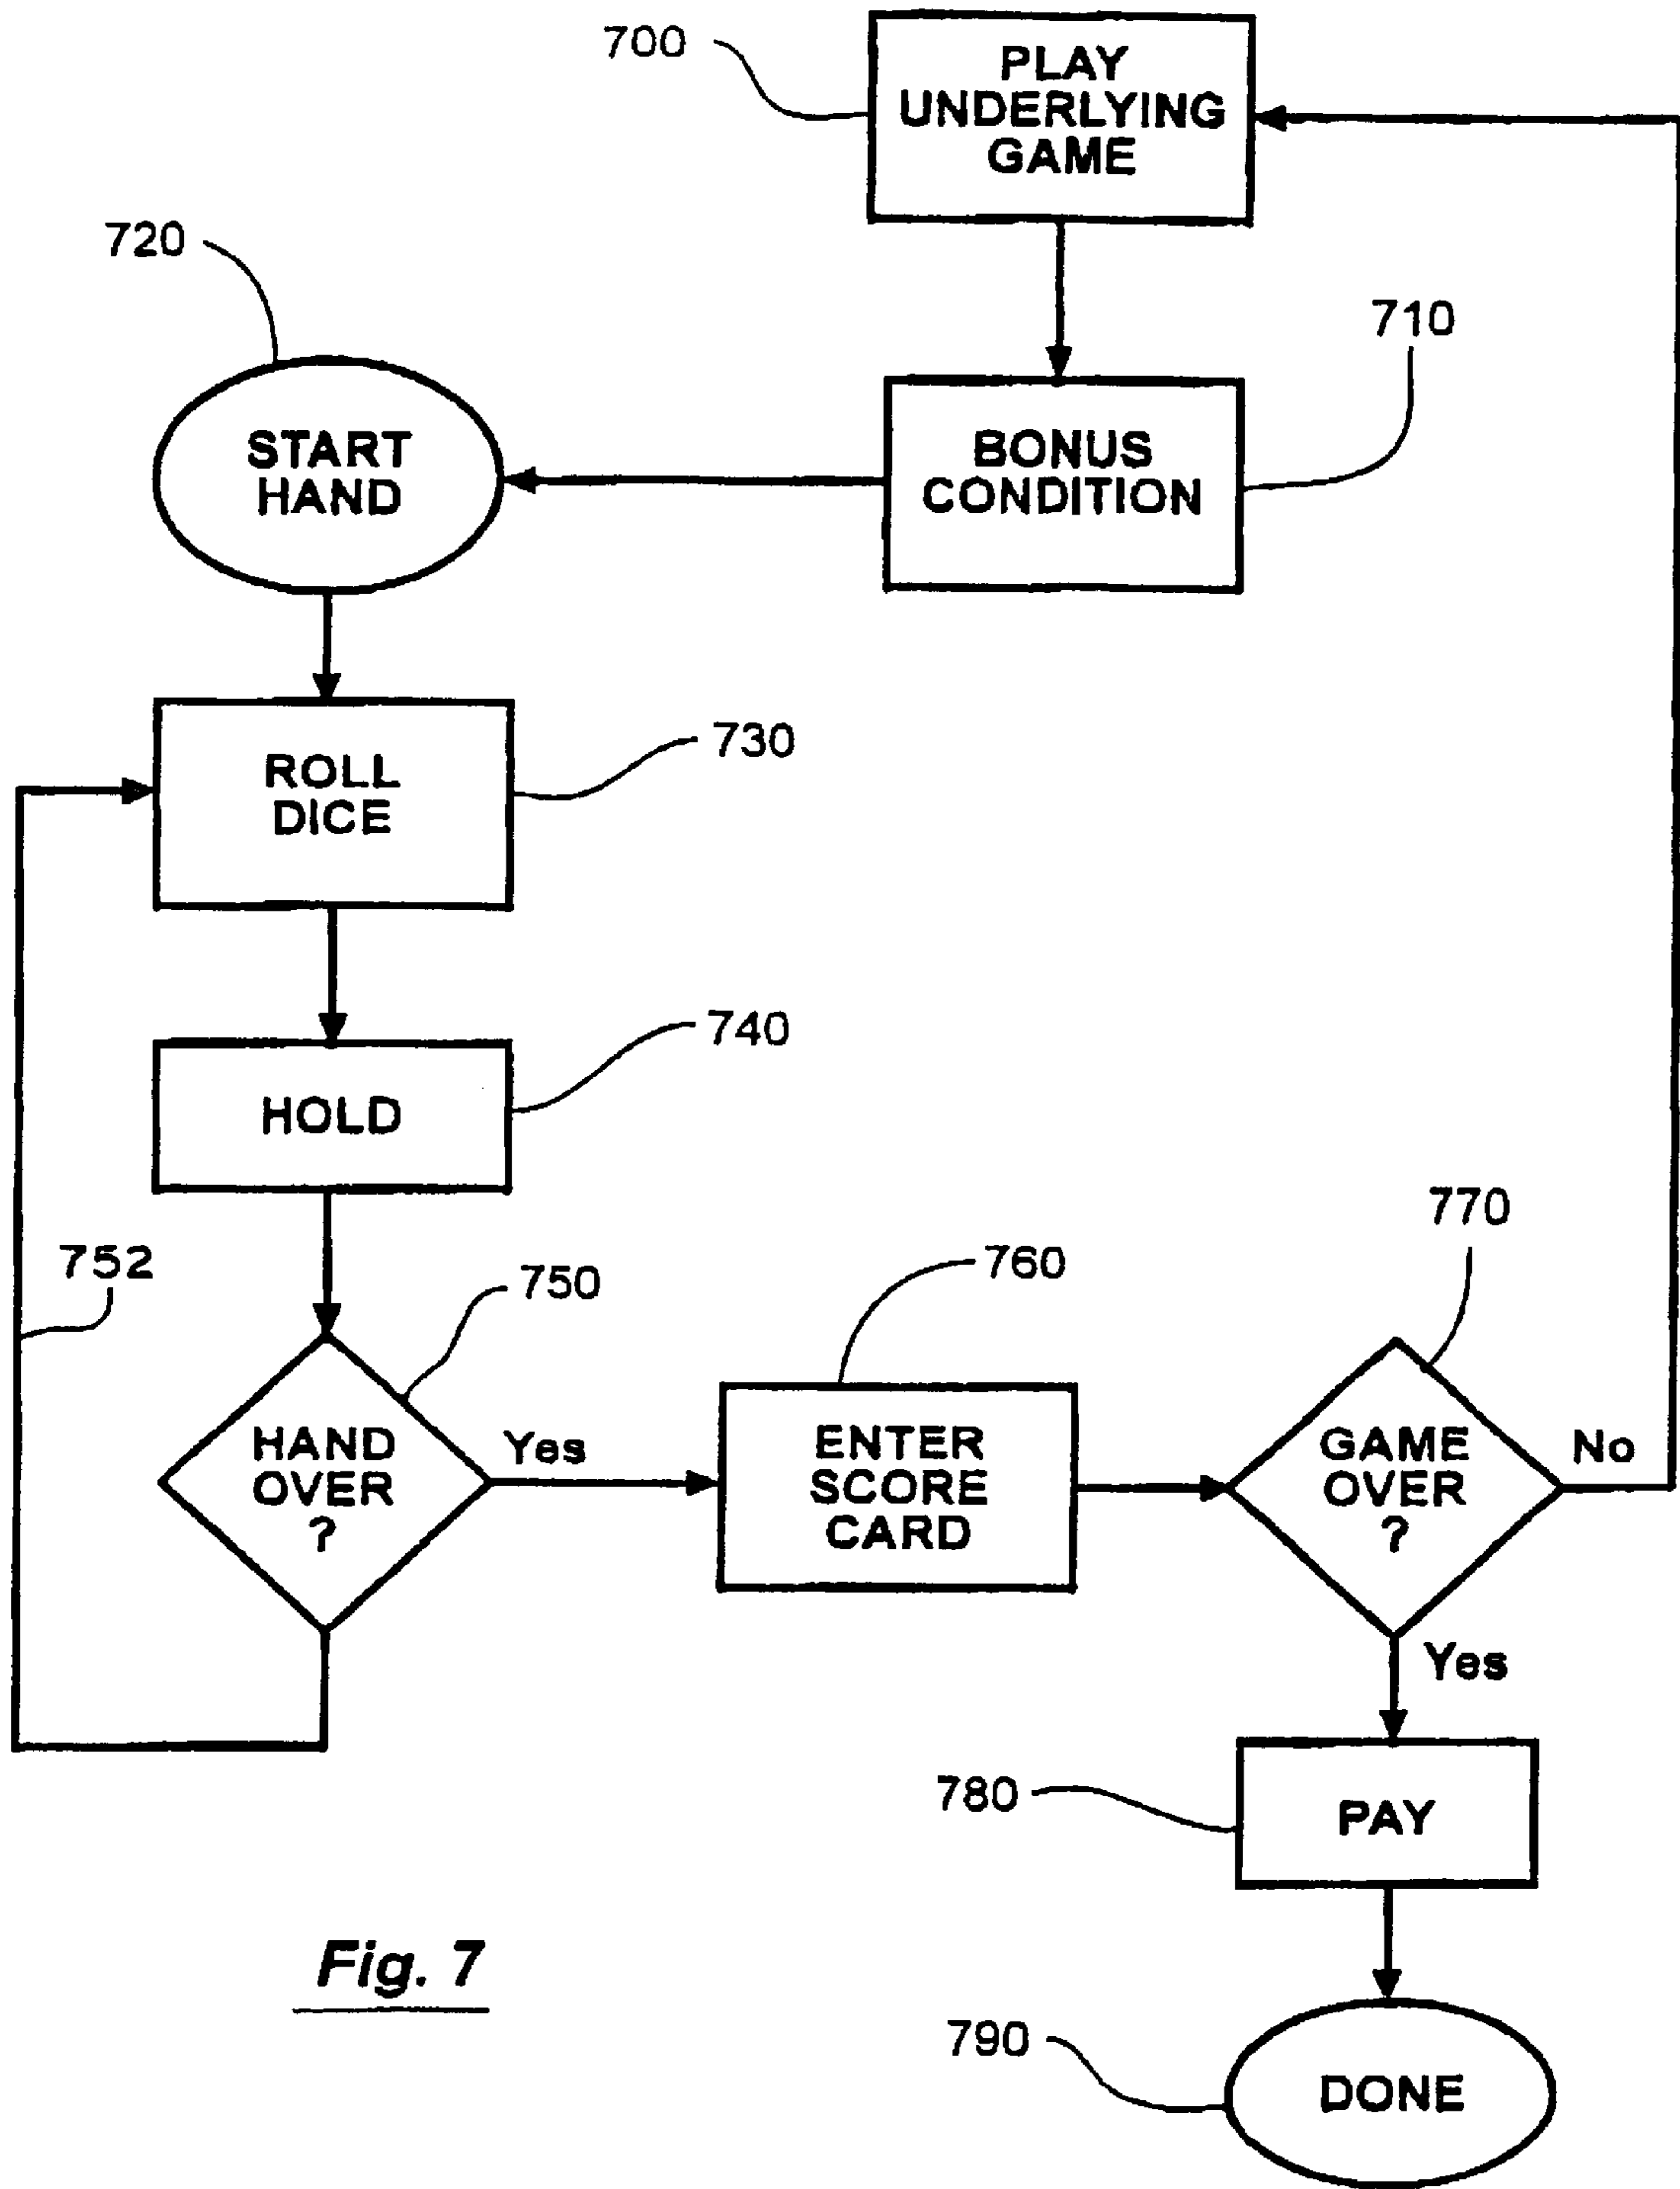 700
PLAY
UNDERLYING
GAME
720
710
START
HAND
BONUS
CONDITION
730
ROLL
DICE
740
HOLD
752
750
760
770
HAND
OVER
?
Yes
ENTER
SCORE
CARD
GAME
OVER
?
No
Yes
780
PAY
Fig. 7
790
DONE